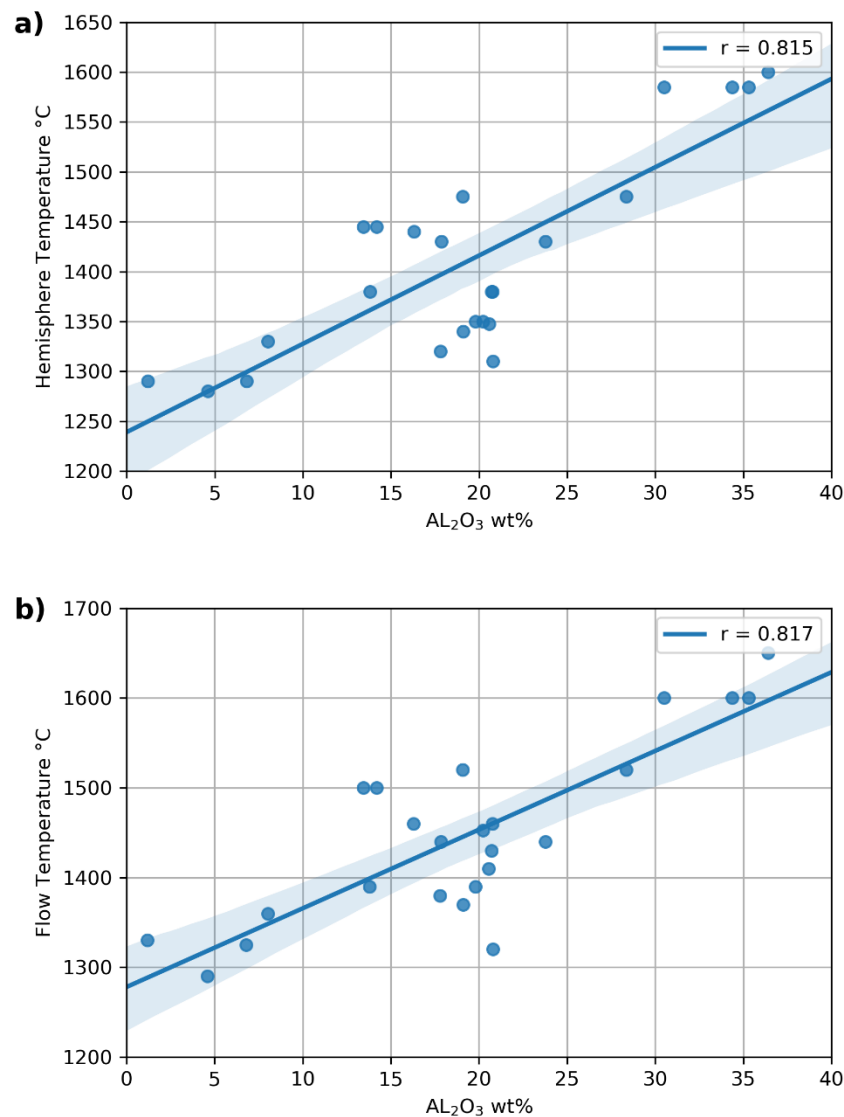 a)
1650
1600
1550
1500
1450
1400
1350
1300
1250
1200
Hemisphere Temperature °C
r = 0.815
0 5 10 15 20 25 30 35 40
AL₂O₃ wt%
b)
1700
1600
1500
1400
1300
1200
Flow Temperature °C
r = 0.817
0 5 10 15 20 25 30 35 40
AL₂O₃ wt%